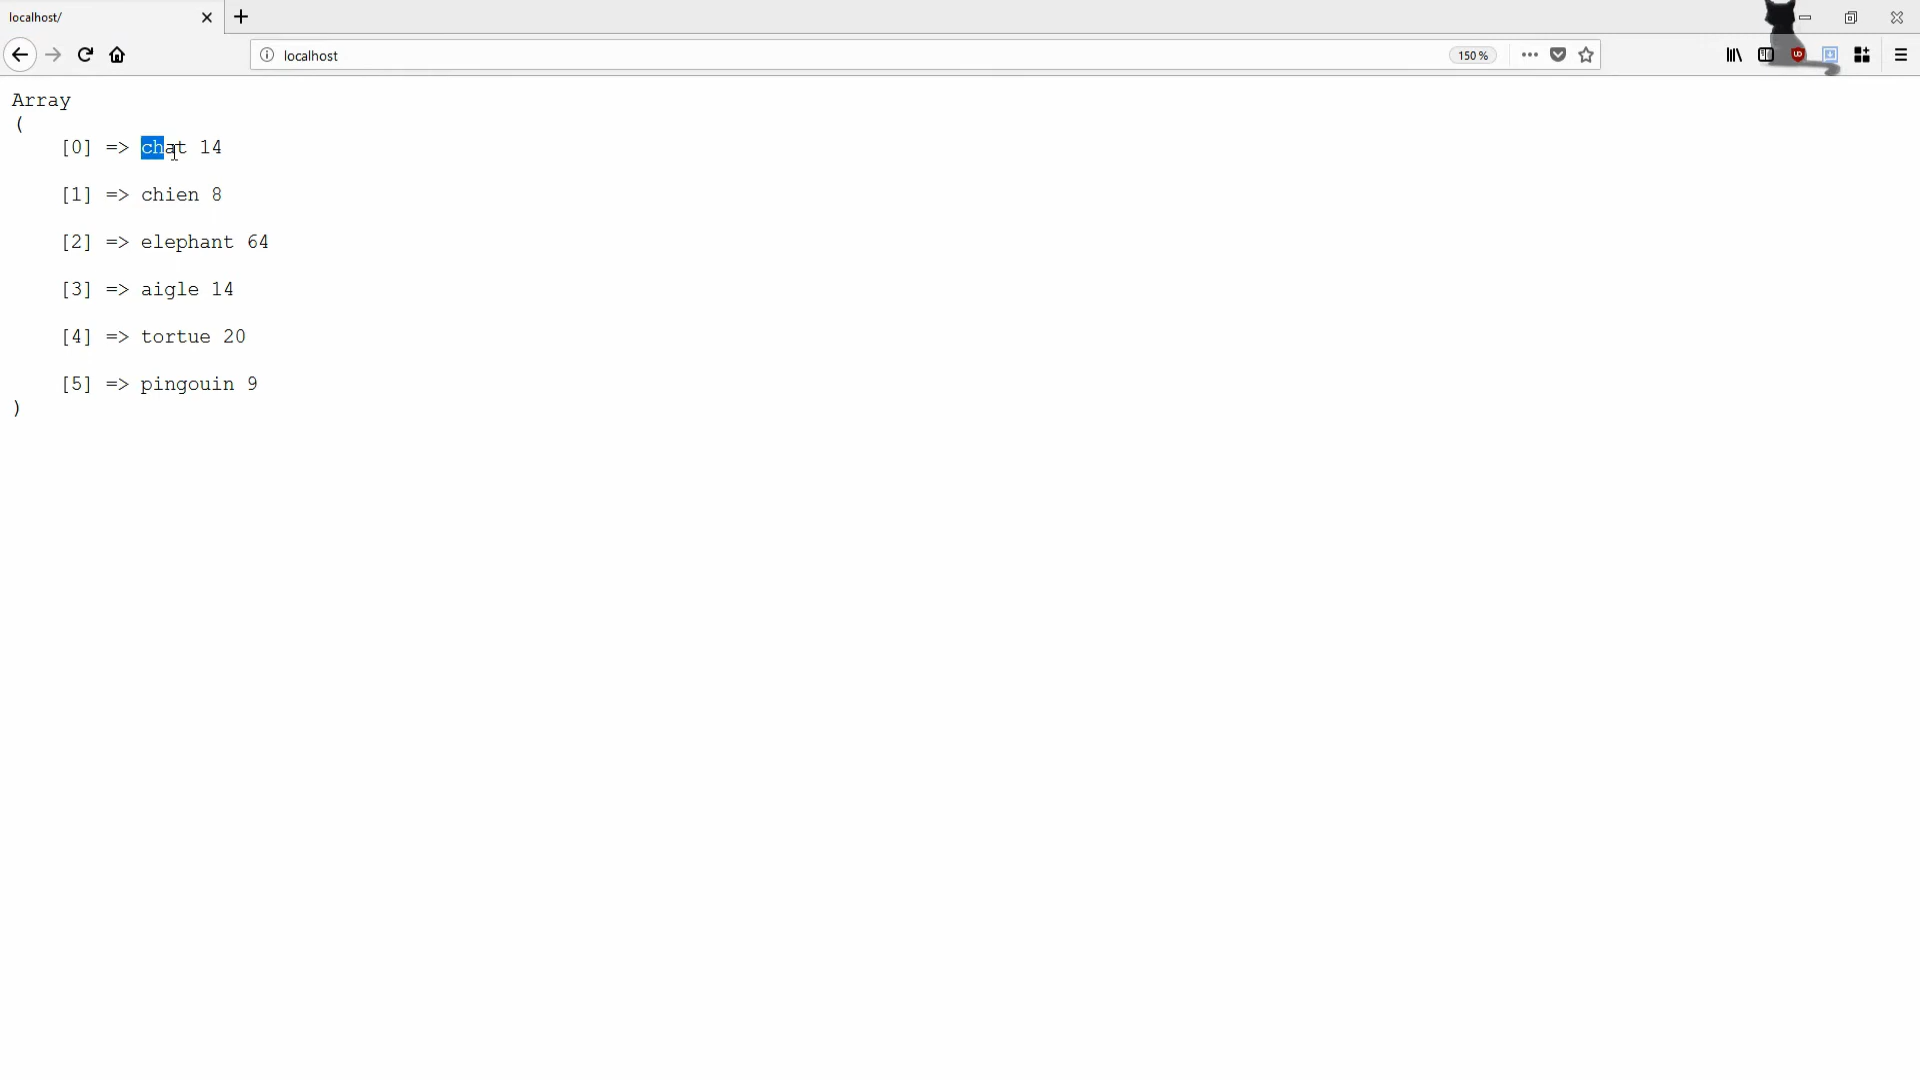 localhost/
localhost
150%
Array
(
[0] => chat 14
[1] => chien 8
[2] => elephant 64
[3] => aigle 14
[4] => tortue 20
[5] => pingouin 9
)